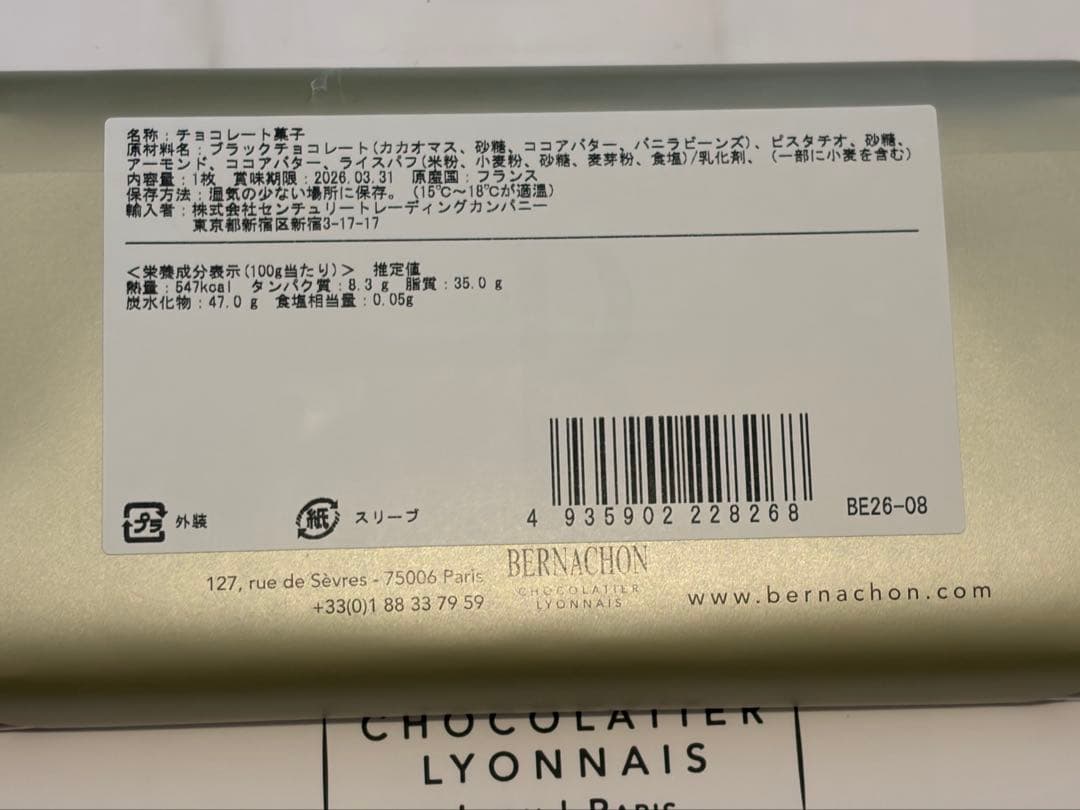 名称：チョコレート菓子
原材料名：ブラックチョコレート(カカオマス、砂糖、ココアバター、バニラビーンズ)、ピスタチオ、砂糖、
アーモンド、ココアバター、ライスパフ(米粉、小麦粉、砂糖、麦芽粉、食塩)/乳化剤、(一部に小麦を含む)
内容量：1枚 賞味期限：2026.03.31 原産国：フランス
保存方法：湿気の少ない場所に保存。(15℃〜18℃が適温)
輸入者：株式会社センチュリートレーディングカンパニー
東京都新宿区新宿3-17-17
<栄養成分表示(100g当たり)> 推定値
熱量：547kcal タンパク質：8.3 g 脂質：35.0 g
炭水化物：47.0 g 食塩相当量：0.05g
プラ 外装 紙 スリーブ 4 935902 228268 BE26-08
127, rue de Sèvres - 75006 Paris
+33(0)1 88 33 79 59
BERNACHON
CHOCOLATIER
LYONNAIS
www.bernachon.com
CHOCOLATIER
LYONNAIS
PARIS